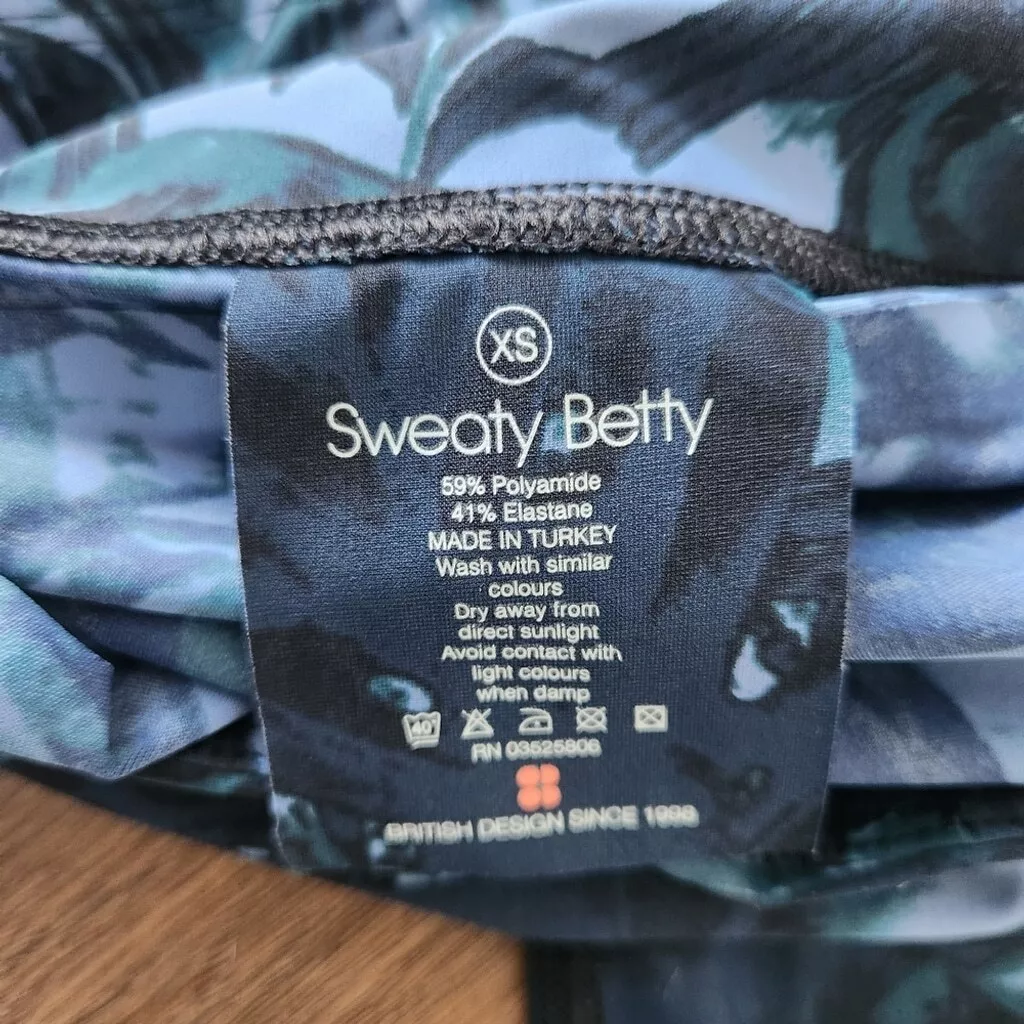 XS
Sweaty Betty
59% Polyamide
41% Elastane
MADE IN TURKEY
Wash with similar
colours
Dry away from
direct sunlight
Avoid contact with
light colours
when damp
40°
RN 03525806
BRITISH DESIGN SINCE 1998